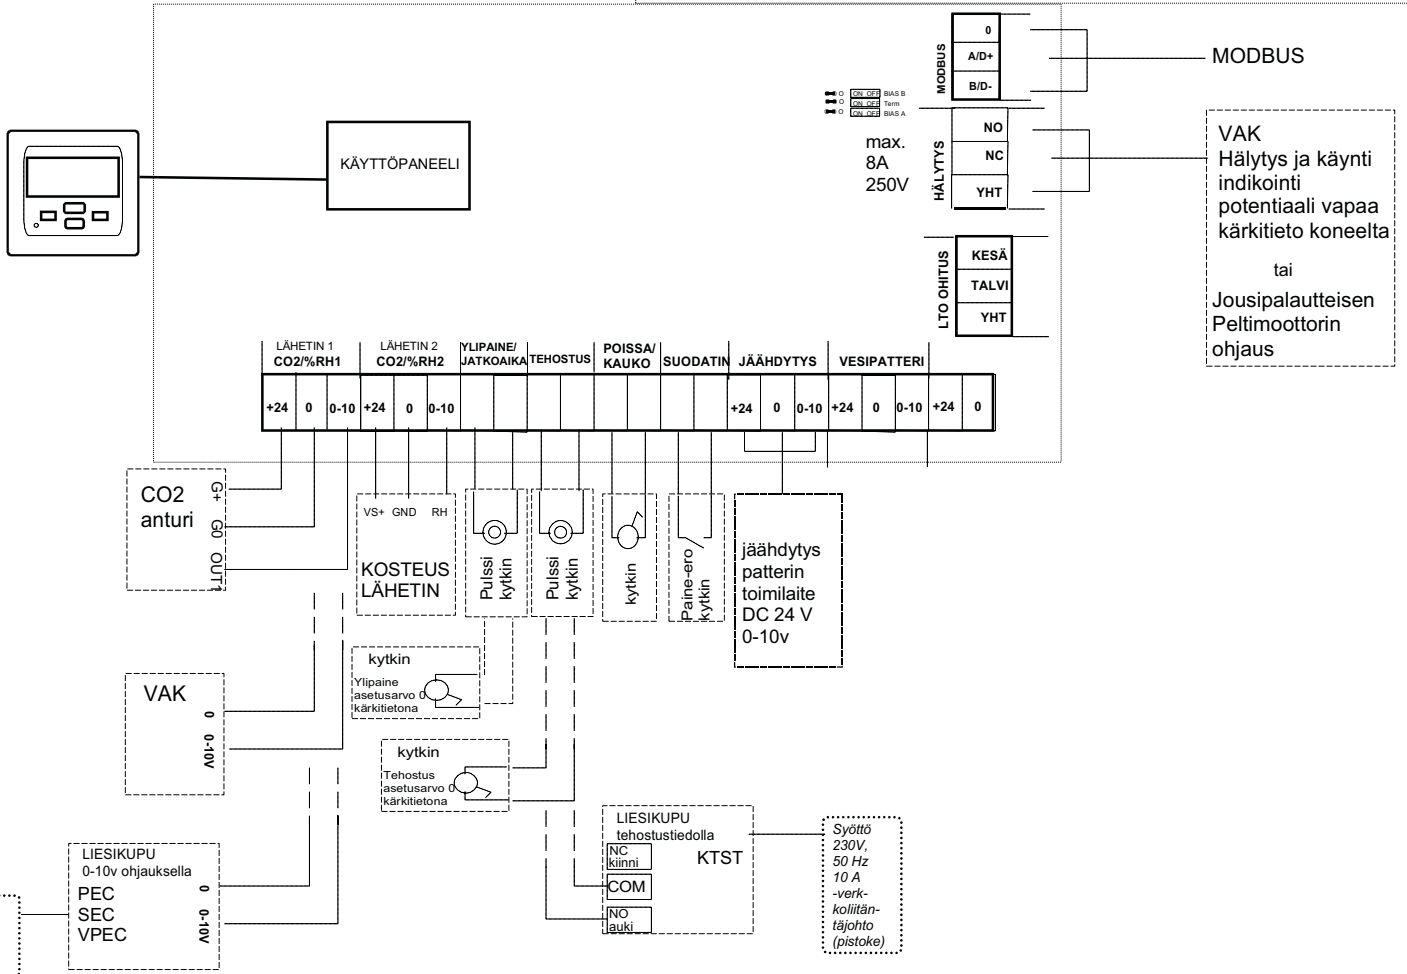 MODBUS
0
A/D+
B/D-
MODBUS
ON OFF BIAS B
ON OFF Term
ON OFF BIAS A
max.
8A
250V
HÄLYTYS
NO
NC
YHT
VAK
Hälytys ja käynti
indikointi
potentiaali vapaa
kärkitieto koneelta
tai
Jousipalautteisen
Peltimoottorin
ohjaus
KÄYTTÖPANEELI
LTO OHITUS
KESÄ
TALVI
YHT
LÄHETIN 1
CO2/%RH1
LÄHETIN 2
CO2/%RH2
YLIPAINE/
JATKOAIKA
TEHOSTUS
POISSA/
KAUKO
SUODATIN
JÄÄHDYTYS
VESIPATTERI
+24 0 0-10 +24 0 0-10 +24 0 0-10 +24 0 0-10 +24 0
CO2
anturi
G+
G0
OUT1
VS+ GND RH
KOSTEUS
LÄHETIN
Pulssi
kytkin
Pulssi
kytkin
kytkin
Paine-ero
kytkin
jäähdytys
patterin
toimilaite
DC 24 V
0-10v
kytkin
Ylipaine
asetusarvo 0
kärkitietona
VAK
0
0-10V
kytkin
Tehostus
asetusarvo 0
kärkitietona
LIESIKUPU
tehostustiedolla
NC
kiinni
KTST
COM
NO
auki
Syöttö
230V,
50 Hz
10 A
-verk-
koliitän-
täjohto
(pistoke)
LIESIKUPU
0-10v ohjauksella
PEC
SEC
VPEC
0
0-10V